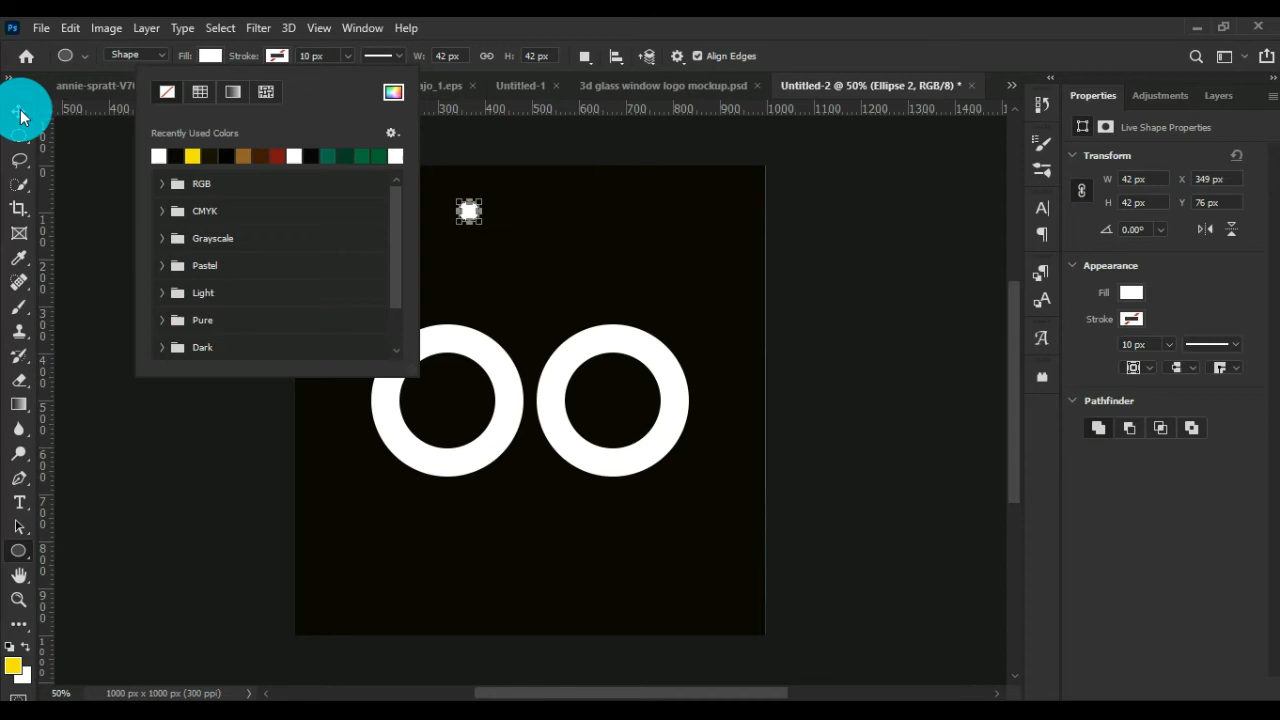 Ps File Edit Image Layer Type Select Filter 3D View Window Help
Shape Fill: Stroke: 10 px W: 42 px H: 42 px Align Edges
ajo_1.eps × Untitled-1 × 3d glass window logo mockup.psd × Untitled-2 @ 50% (Ellipse 2, RGB/8) * ×
500 400 300 400 500 600 700 800 900 1000 1100 1200 1300 1400
Recently Used Colors
RGB
CMYK
Grayscale
Pastel
Light
Pure
Dark
Properties Adjustments Layers
Live Shape Properties
Transform
W 42 px X 349 px
H 42 px Y 76 px
0.00°
Appearance
Fill
Stroke
10 px
Pathfinder
50% 1000 px x 1000 px (300 ppi)